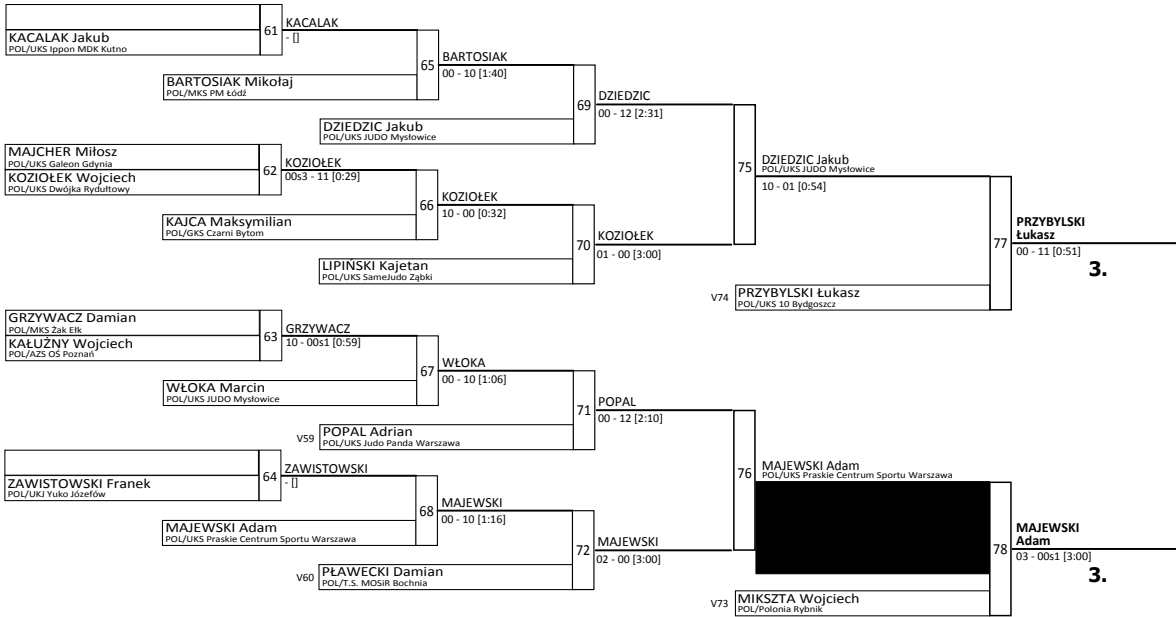 61
KACALAK Jakub
POL/UKS Ippon MDK Kutno
KACALAK
- []
65
BARTOSIAK Mikołaj
POL/MKS PM Łódź
BARTOSIAK
00 - 10 [1:40]
69
DZIEDZIC Jakub
POL/UKS JUDO Mysłowice
DZIEDZIC
00 - 12 [2:31]
MAJCHER Miłosz
POL/UKS Galeon Gdynia
62
KOZIOŁEK Wojciech
POL/UKS Dwójka Rydułtowy
KOZIOŁEK
00s3 - 11 [0:29]
66
KAJCA Maksymilian
POL/GKS Czarni Bytom
KOZIOŁEK
10 - 00 [0:32]
70
LIPIŃSKI Kajetan
POL/UKS SameJudo Ząbki
KOZIOŁEK
01 - 00 [3:00]
75
DZIEDZIC Jakub
POL/UKS JUDO Mysłowice
10 - 01 [0:54]
77
V74
PRZYBYLSKI Łukasz
POL/UKS 10 Bydgoszcz
PRZYBYLSKI
Łukasz
00 - 11 [0:51]
3.
GRZYWACZ Damian
POL/MKS Żak Ełk
63
KAŁUŻNY Wojciech
POL/AZS OŚ Poznań
GRZYWACZ
10 - 00s1 [0:59]
67
WŁOKA Marcin
POL/UKS JUDO Mysłowice
WŁOKA
00 - 10 [1:06]
71
V59
POPAL Adrian
POL/UKS Judo Panda Warszawa
POPAL
00 - 12 [2:10]
64
ZAWISTOWSKI Franek
POL/UKJ Yuko Józefów
ZAWISTOWSKI
- []
68
MAJEWSKI Adam
POL/UKS Praskie Centrum Sportu Warszawa
MAJEWSKI
00 - 10 [1:16]
72
V60
PŁAWECKI Damian
POL/T.S. MOSiR Bochnia
MAJEWSKI
02 - 00 [3:00]
76
MAJEWSKI Adam
POL/UKS Praskie Centrum Sportu Warszawa
78
V73
MIKSZTA Wojciech
POL/Polonia Rybnik
MAJEWSKI
Adam
03 - 00s1 [3:00]
3.